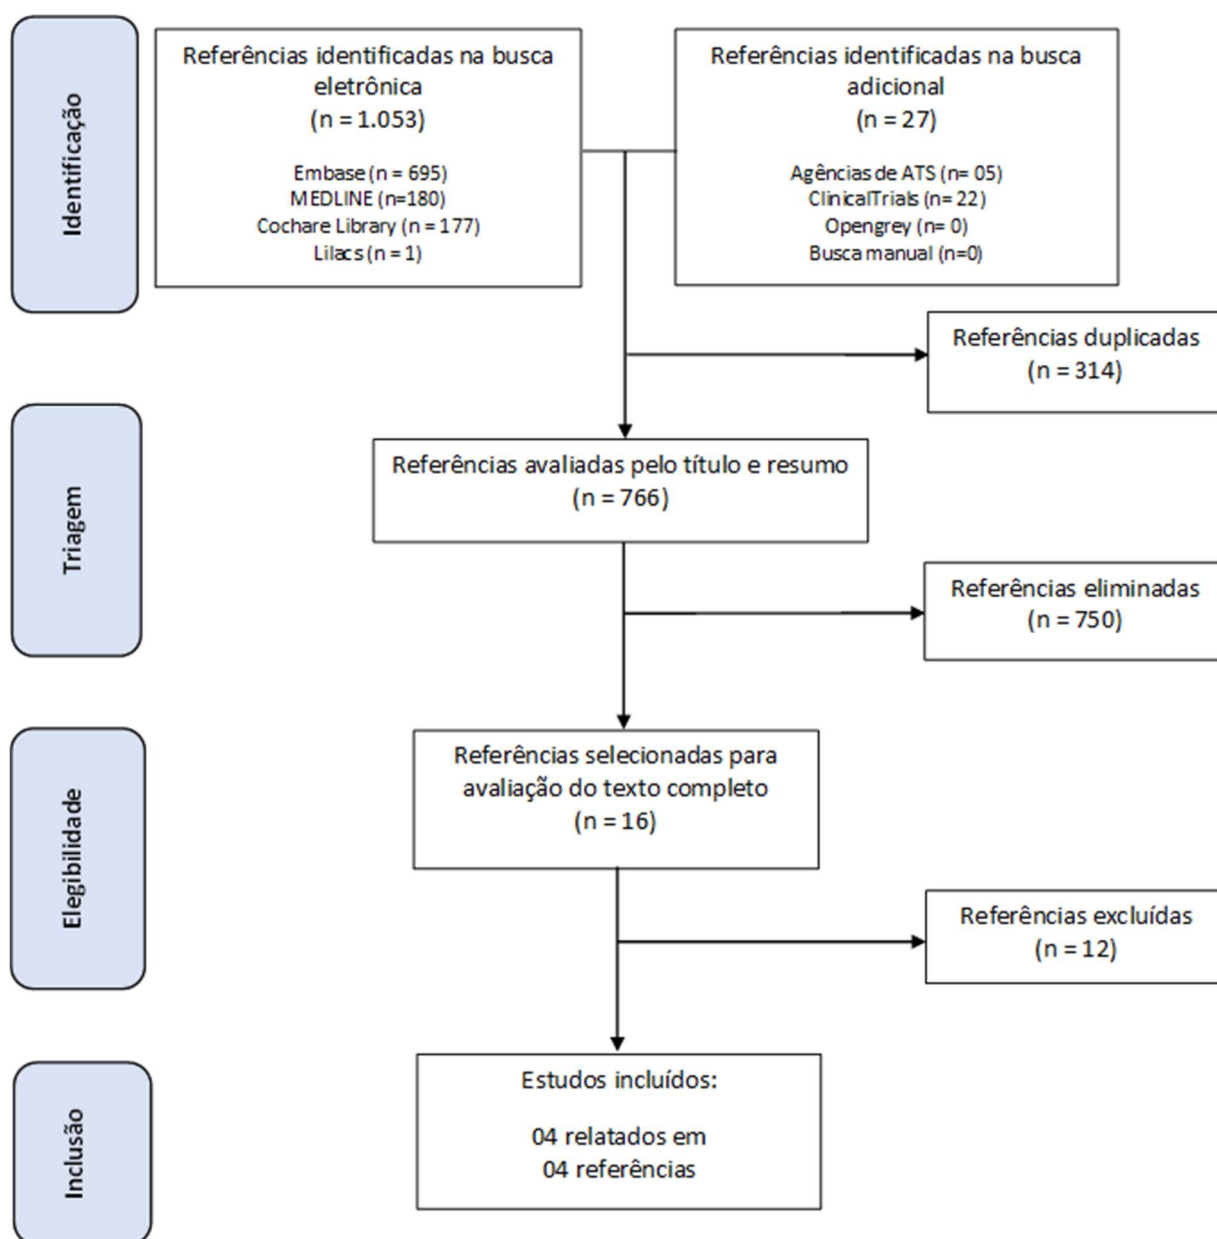 Identificação
Referências identificadas na busca
eletrônica
(n = 1.053)
Embase (n = 695)
MEDLINE (n=180)
Cochare Library (n = 177)
Lilacs (n = 1)
Referências identificadas na busca
adicional
(n = 27)
Agências de ATS (n= 05)
ClinicalTrials (n= 22)
Opengrey (n= 0)
Busca manual (n=0)
Referências duplicadas
(n = 314)
Triagem
Referências avaliadas pelo título e resumo
(n = 766)
Referências eliminadas
(n = 750)
Elegibilidade
Referências selecionadas para
avaliação do texto completo
(n = 16)
Referências excluídas
(n = 12)
Inclusão
Estudos incluídos:
04 relatados em
04 referências